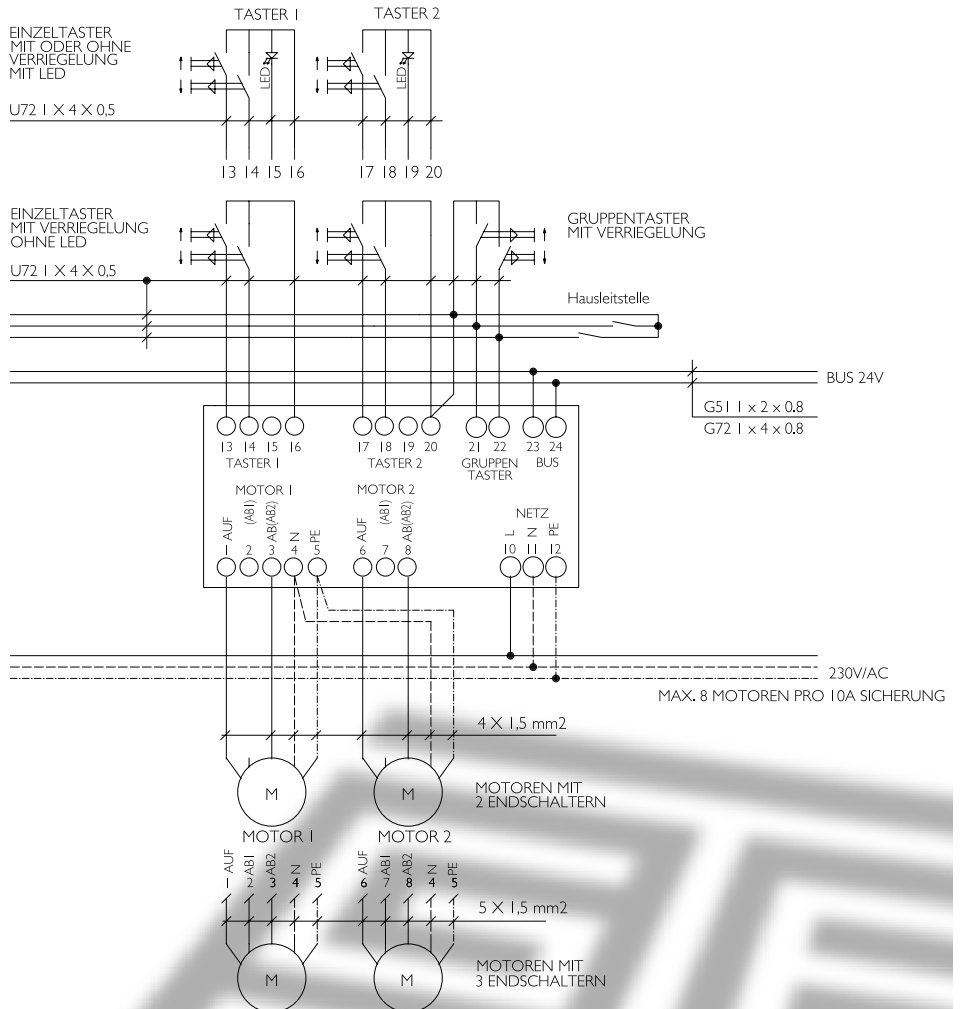 TASTER 1 TASTER 2
EINZELTASTER
MIT ODER OHNE
VERRIEGELUNG
MIT LED
LED LED
U72 1 X 4 X 0,5
13 14 15 16 17 18 19 20
EINZELTASTER
MIT VERRIEGELUNG
OHNE LED
GRUPPENTASTER
MIT VERRIEGELUNG
U72 1 X 4 X 0,5
Hausleitstelle
BUS 24V
G51 1 x 2 x 0.8
G72 1 x 4 x 0.8
13 14 15 16 17 18 19 20 21 22 23 24
TASTER 1 TASTER 2 GRUPPEN TASTER BUS
MOTOR 1 MOTOR 2 NETZ
AUF (AB1) AB(AB2) N PE AUF (AB1) AB(AB2) L N PE
1 2 3 4 5 6 7 8 10 11 12
230V/AC
MAX. 8 MOTOREN PRO 10A SICHERUNG
4 X 1,5 mm2
M M
MOTOREN MIT
2 ENDSCHALTERN
MOTOR 1 MOTOR 2
AUF AB1 AB2 N PE AUF AB1 AB2 N PE
1 2 3 4 5 6 7 8 4 5
5 X 1,5 mm2
M M
MOTOREN MIT
3 ENDSCHALTERN